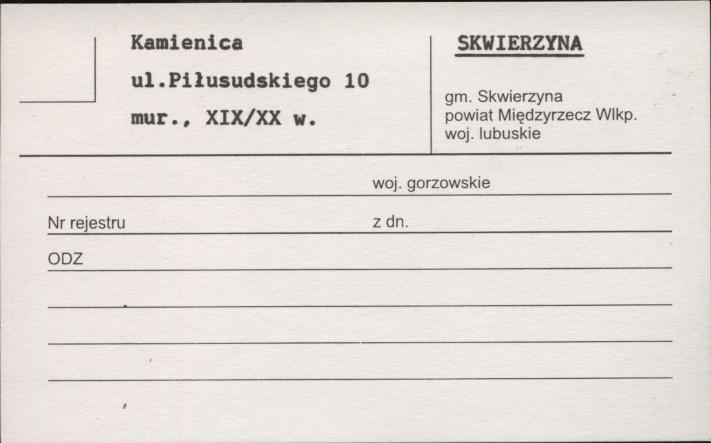 Kamienica
ul.Piłusudskiego 10
mur., XIX/XX w.
SKWIERZYNA
gm. Skwierzyna
powiat Międzyrzecz Wlkp.
woj. lubuskie
woj. gorzowskie
Nr rejestru z dn.
ODZ